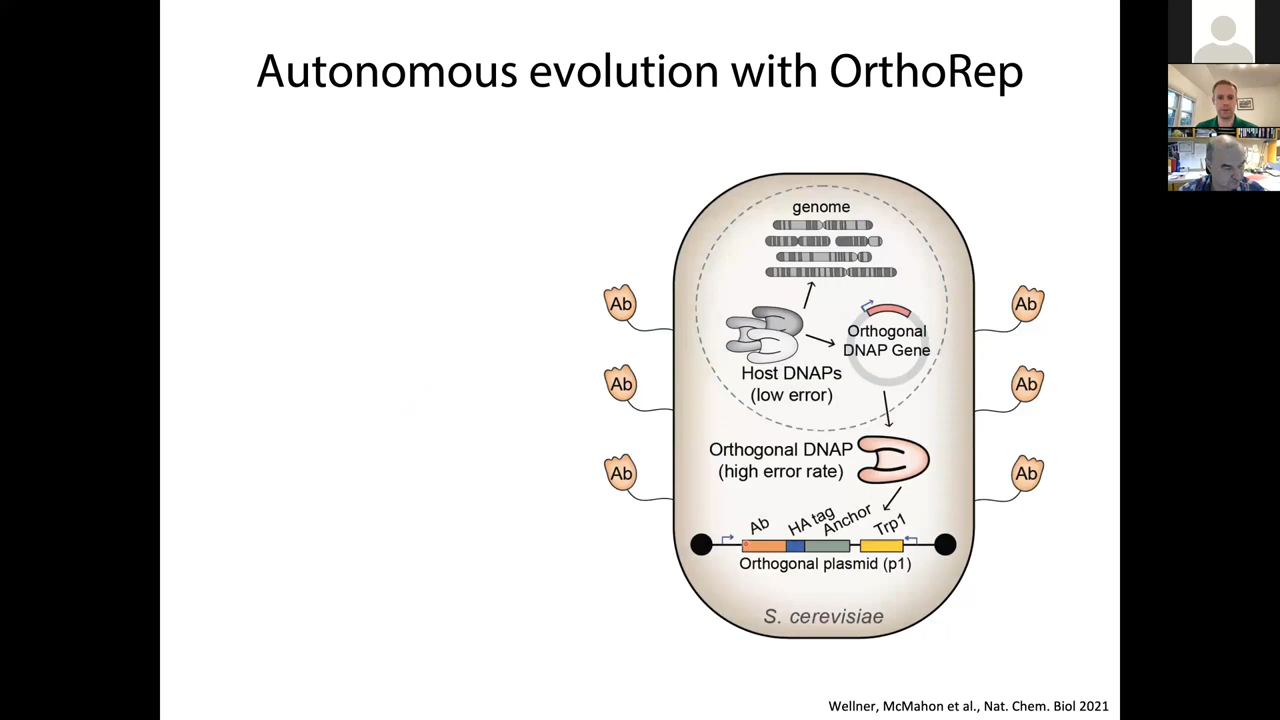 Autonomous evolution with OrthoRep
genome
Ab
Ab
Orthogonal
DNAP Gene
Host DNAPs
(low error)
Ab
Ab
Orthogonal DNAP
(high error rate)
Ab
Ab
Ab
HA tag
Anchor
Trp1
Orthogonal plasmid (p1)
S. cerevisiae
Wellner, McMahon et al., Nat. Chem. Biol 2021